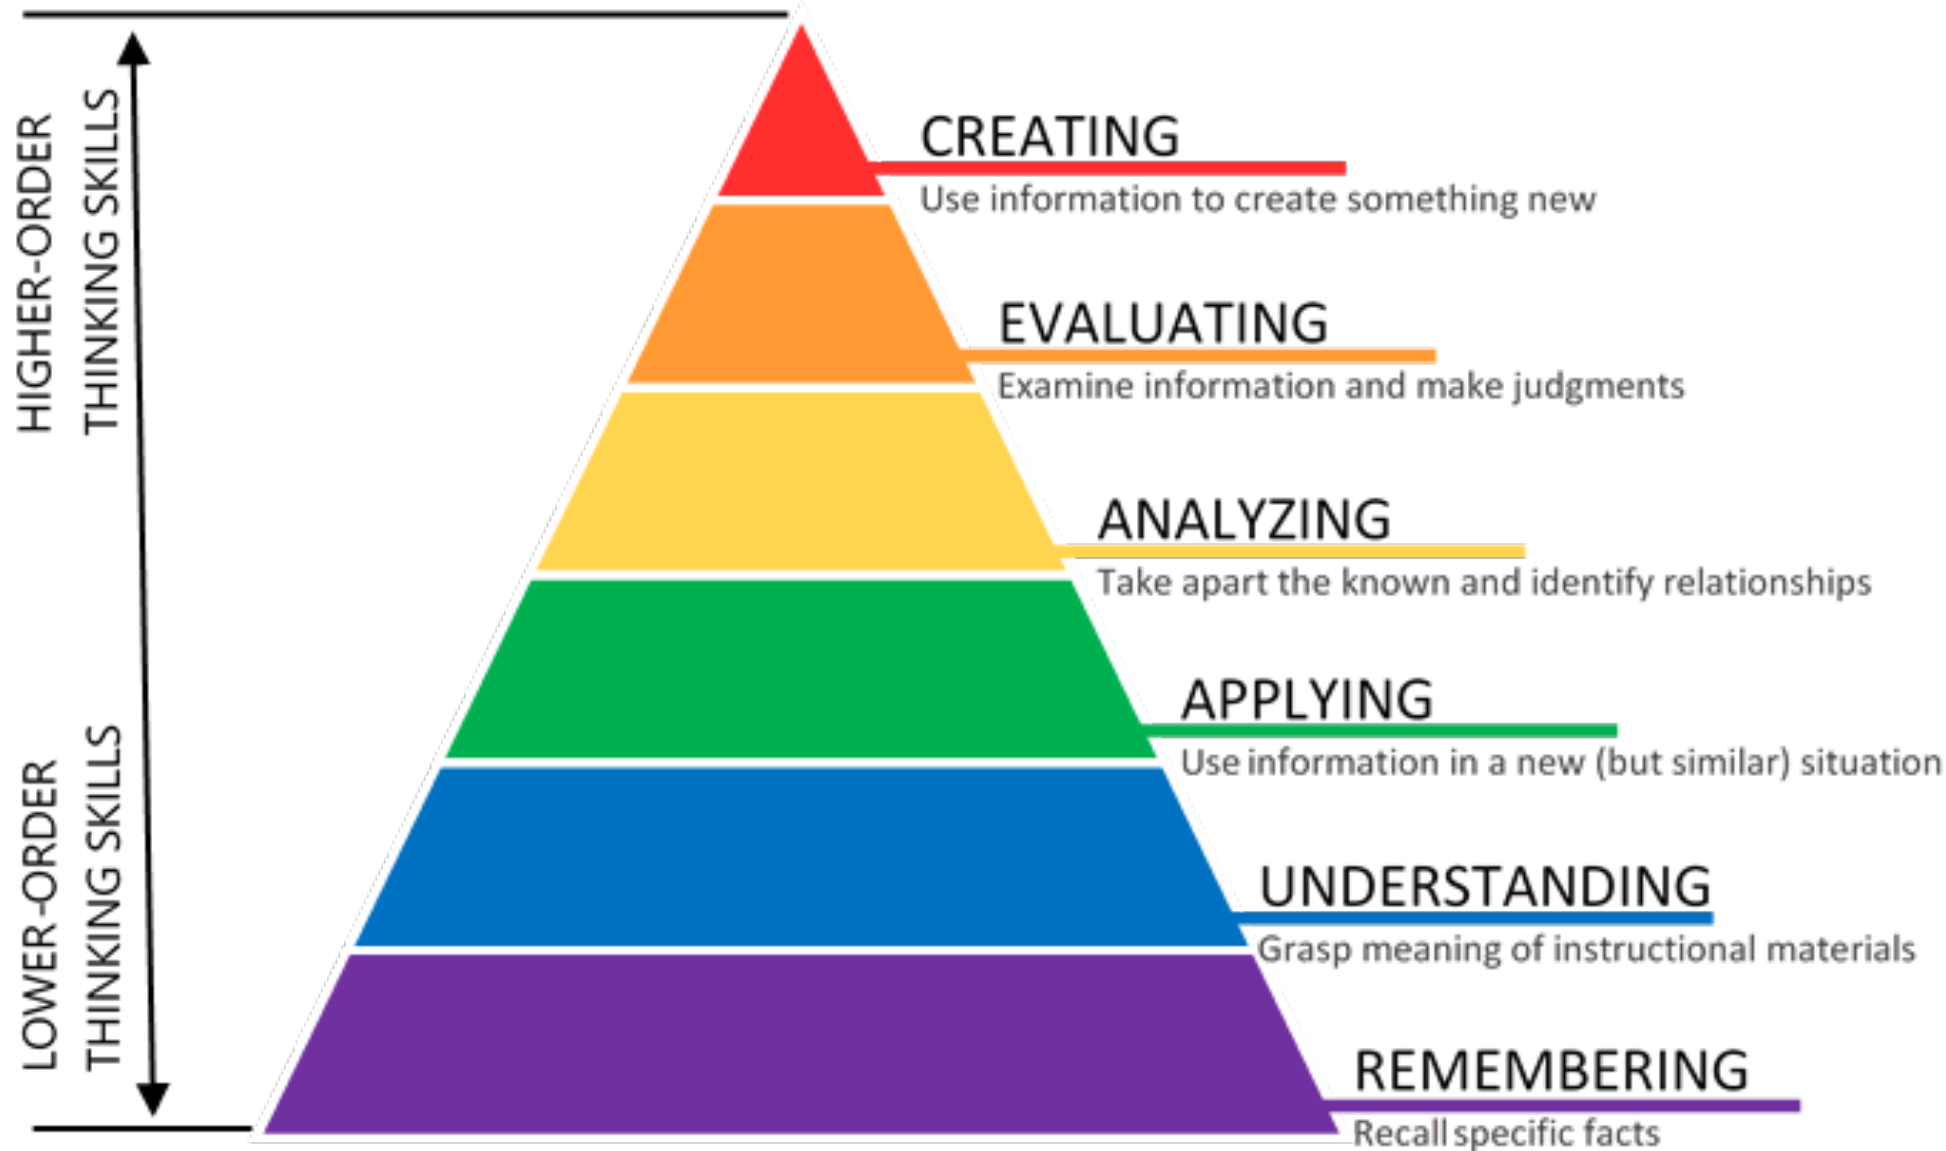 HIGHER-ORDER
THINKING SKILLS
LOWER-ORDER
THINKING SKILLS
CREATING
Use information to create something new
EVALUATING
Examine information and make judgments
ANALYZING
Take apart the known and identify relationships
APPLYING
Use information in a new (but similar) situation
UNDERSTANDING
Grasp meaning of instructional materials
REMEMBERING
Recall specific facts